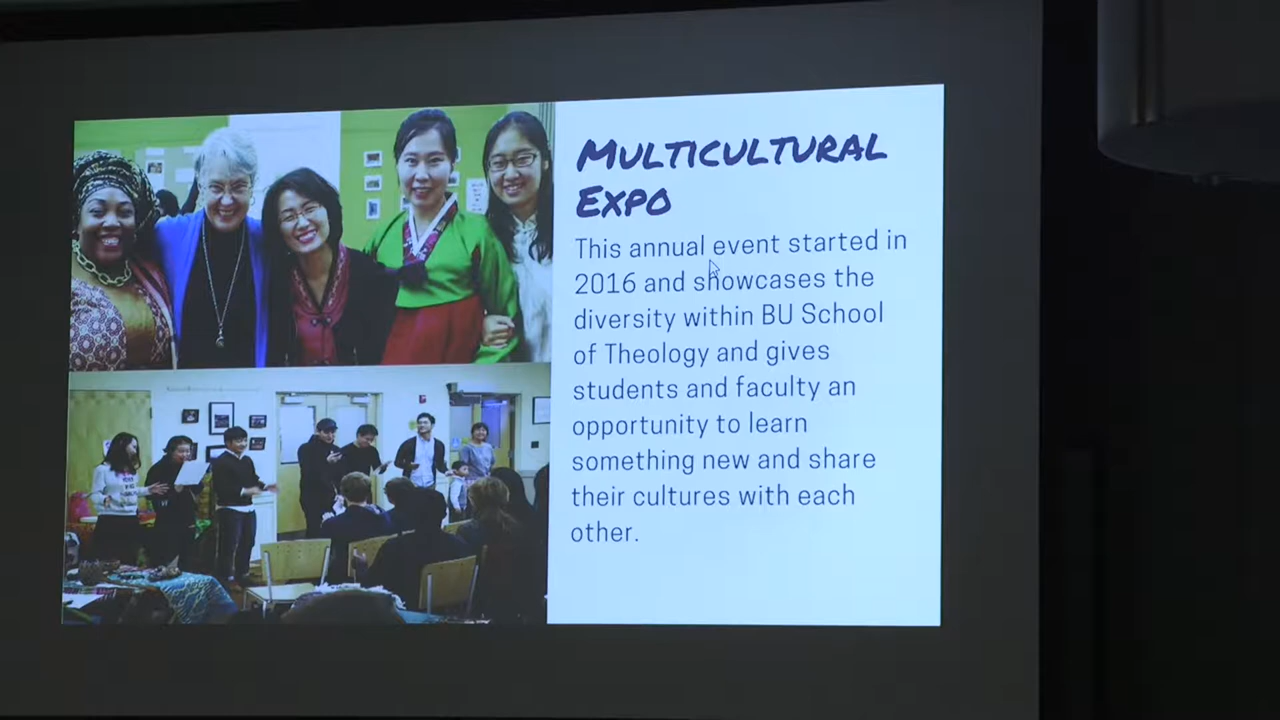 MULTICULTURAL
EXPO
This annual event started in
2016 and showcases the
diversity within BU School
of Theology and gives
students and faculty an
opportunity to learn
something new and share
their cultures with each
other.